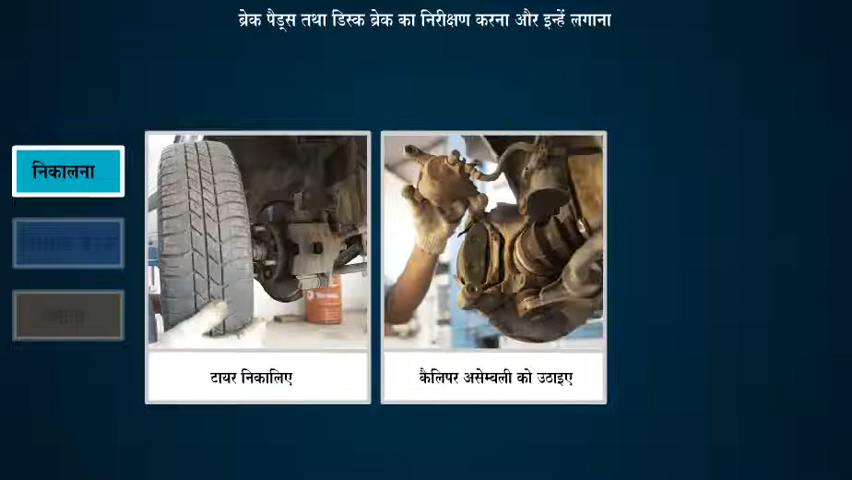 ब्रेक पैड्स तथा डिस्क ब्रेक का निरीक्षण करना और इन्हें लगाना
निकालना
टायर निकालिए
कैलिपर असेम्बली को उठाइए